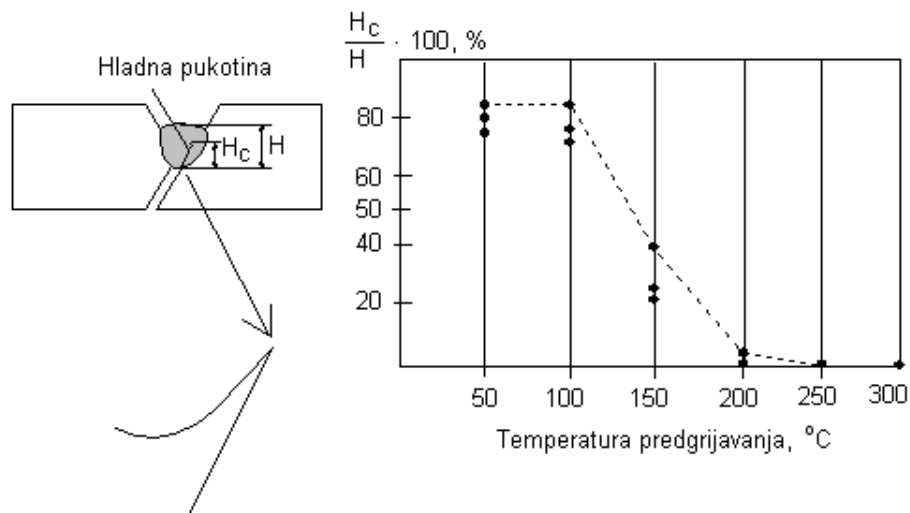 Hladna pukotina
Hc
H
Hc
H
· 100, %
80
60
50
40
20
50 100 150 200 250 300
Temperatura predgrijavanja, °C